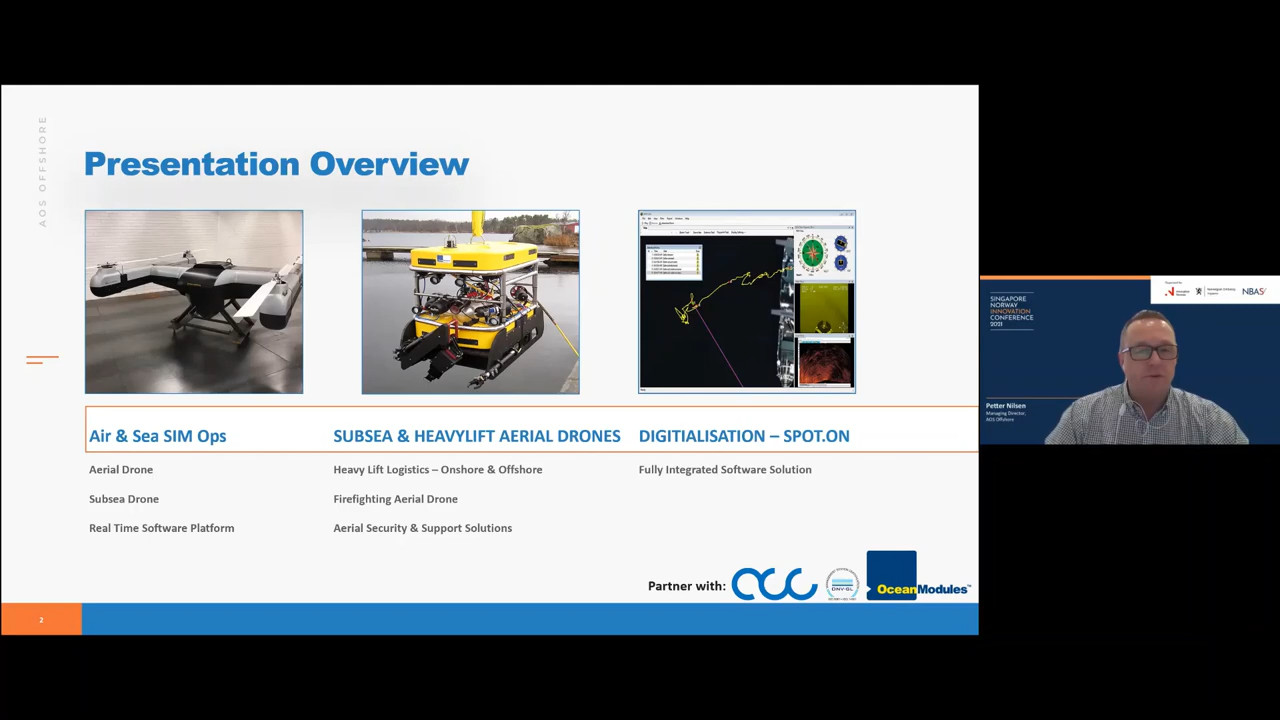 AOS OFFSHORE
Presentation Overview
Air & Sea SIM Ops
Aerial Drone
Subsea Drone
Real Time Software Platform
SUBSEA & HEAVYLIFT AERIAL DRONES
Heavy Lift Logistics – Onshore & Offshore
Firefighting Aerial Drone
Aerial Security & Support Solutions
DIGITIALISATION – SPOT.ON
Fully Integrated Software Solution
Partner with:
DNV·GL
OceanModules™
2
NBAS
SINGAPORE
NORWAY
INNOVATION
CONFERENCE
2021
Petter Nilsen
Managing Director,
AOS Offshore